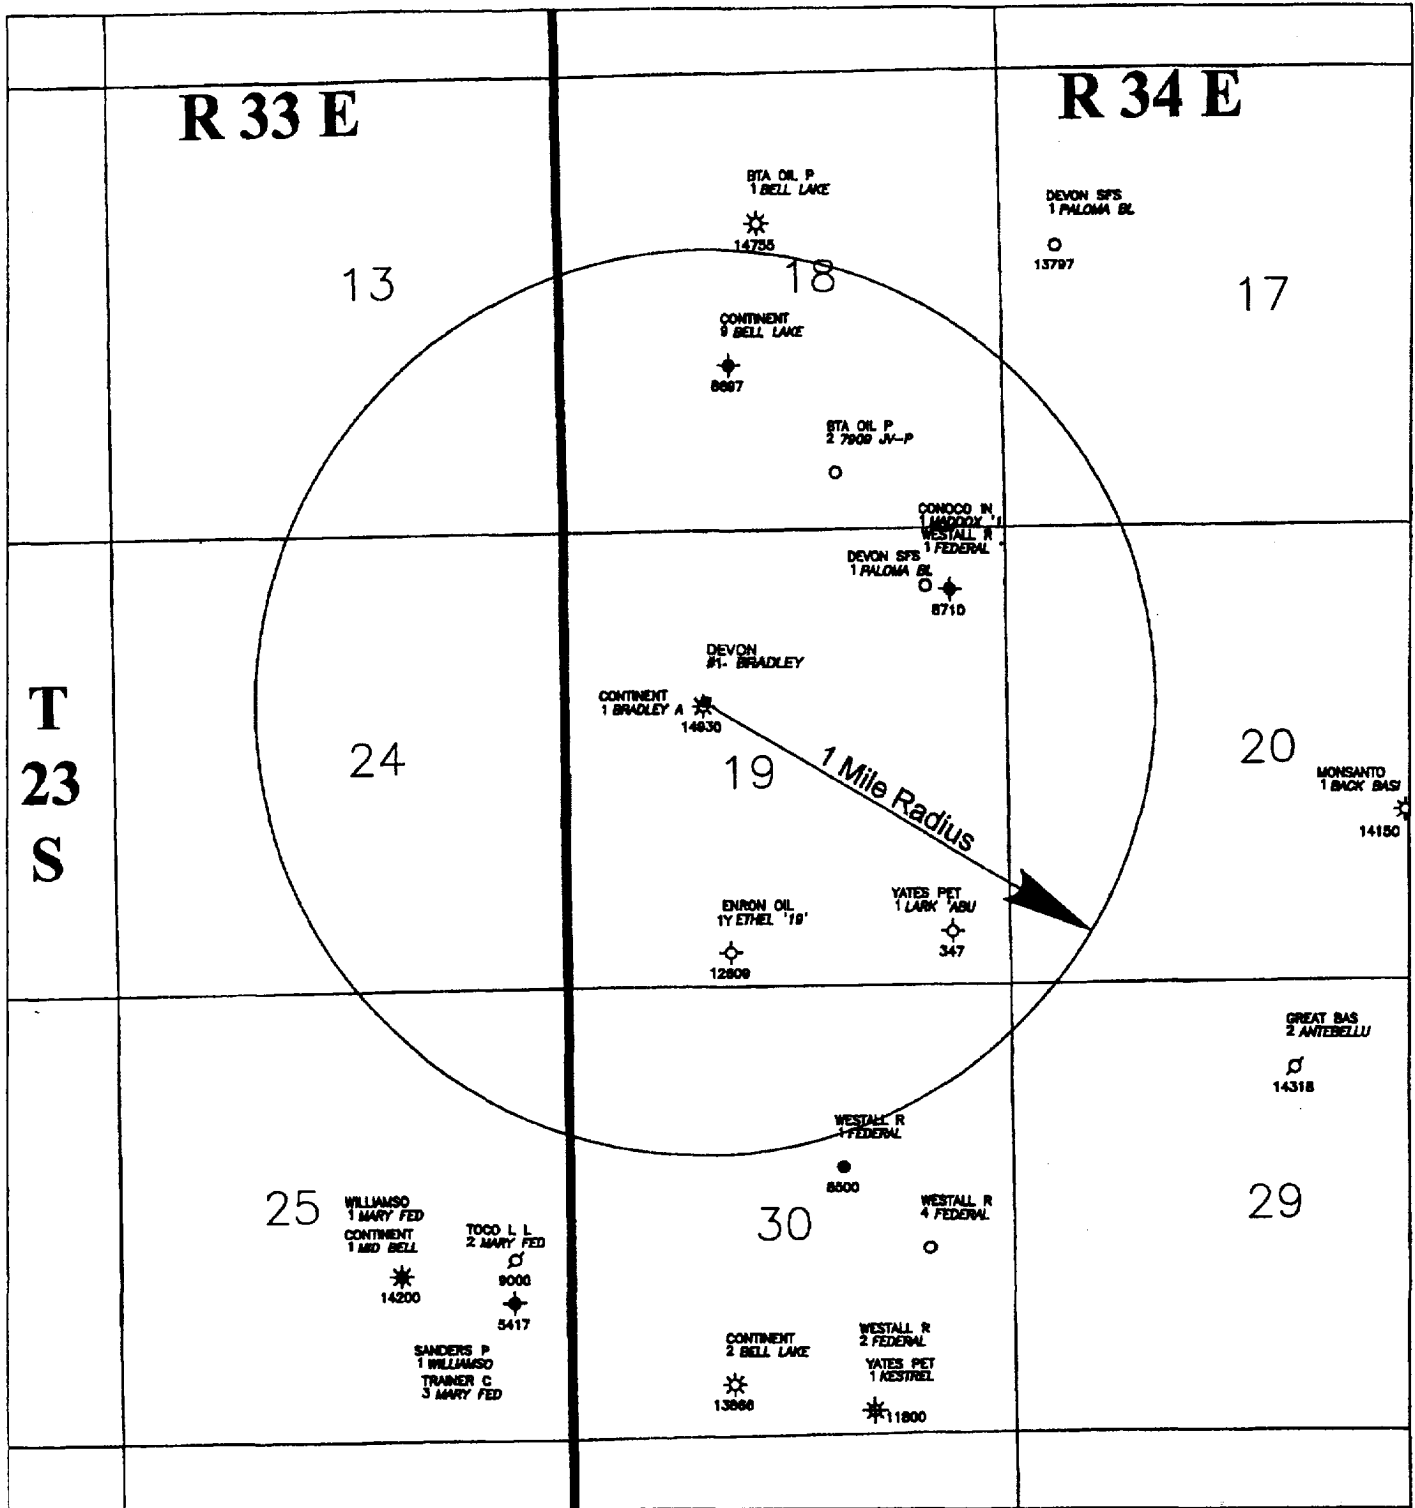 R 33 E
R 34 E
BTA OIL P
1 BELL LAKE
14755
DEVON SFS
1 PALOMA BL
13797
13
18
17
CONTINENT
9 BELL LAKE
8697
BTA OIL P
2 7909 JV-P
CONOCO IN
1 MADDOX '1
WESTALL R
1 FEDERAL
DEVON SFS
1 PALOMA BL
8710
DEVON
#1- BRADLEY
CONTINENT
1 BRADLEY A
14930
T
23
S
24
19
20
1 Mile Radius
MONSANTO
1 BACK BASI
14150
ENRON OIL
1Y ETHEL '19'
12609
YATES PET
1 LARK 'ABU
347
GREAT BAS
2 ANTEBELLU
14318
WESTALL R
1 FEDERAL
8500
25
30
29
WILLIAMSO
1 MARY FED
CONTINENT
1 MID BELL
14200
TOCO L L
2 MARY FED
9000
5417
WESTALL R
4 FEDERAL
SANDERS P
1 WILLIAMSO
TRAINER C
3 MARY FED
CONTINENT
2 BELL LAKE
13868
WESTALL R
2 FEDERAL
YATES PET
1 KESTREL
11800